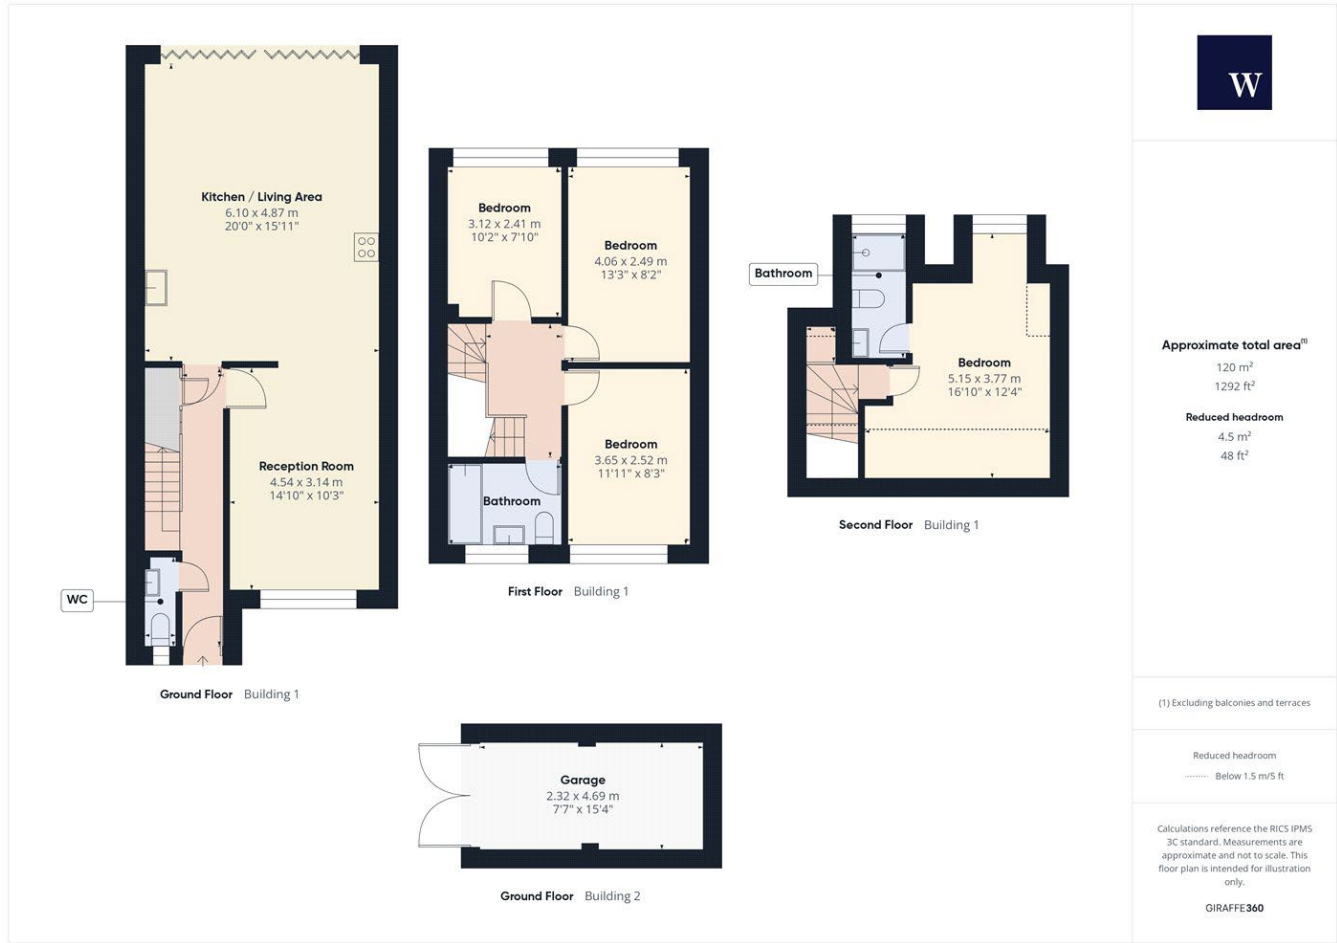 W
Kitchen / Living Area
6.10 x 4.87 m
20'0" x 15'11"
Reception Room
4.54 x 3.14 m
14'10" x 10'3"
WC
Ground Floor Building 1
Bedroom
3.12 x 2.41 m
10'2" x 7'10"
Bedroom
4.06 x 2.49 m
13'3" x 8'2"
Bedroom
3.65 x 2.52 m
11'11" x 8'3"
Bathroom
First Floor Building 1
Bathroom
Bedroom
5.15 x 3.77 m
16'10" x 12'4"
Second Floor Building 1
Garage
2.32 x 4.69 m
7'7" x 15'4"
Ground Floor Building 2
Approximate total area(1)
120 m²
1292 ft²
Reduced headroom
4.5 m²
48 ft²
(1) Excluding balconies and terraces
Reduced headroom
Below 1.5 m/5 ft
Calculations reference the RICS IPMS
3C standard. Measurements are
approximate and not to scale. This
floor plan is intended for illustration
only.
GIRAFFE360